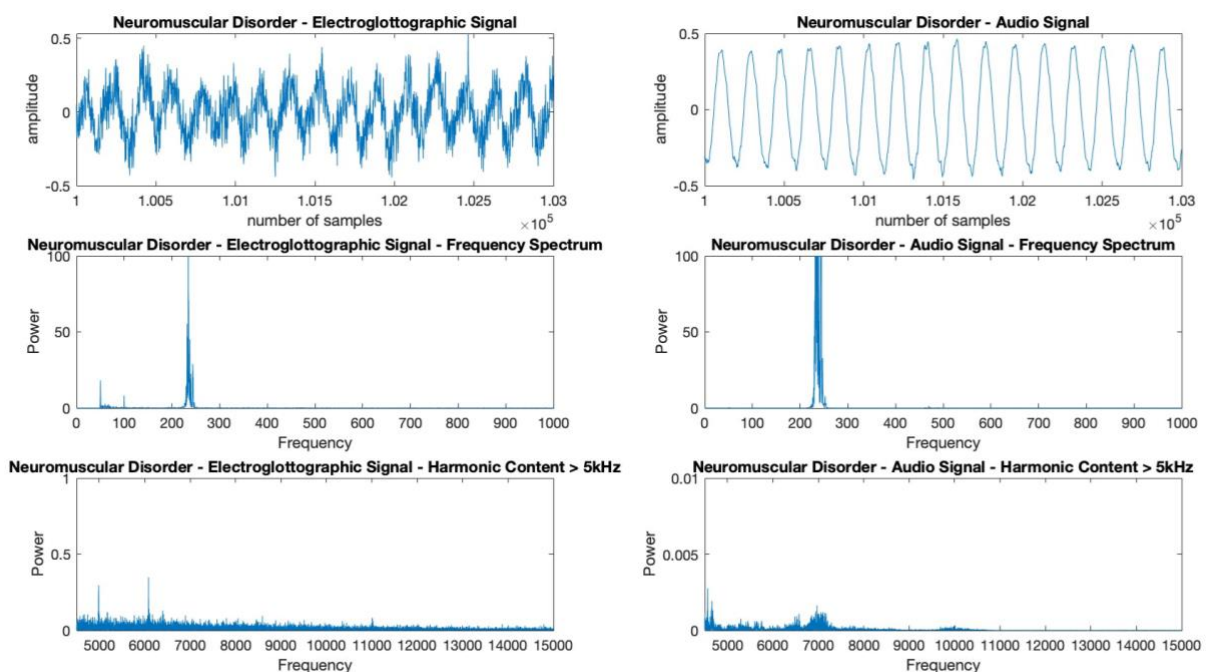 Neuromuscular Disorder - Electroglottographic Signal
0.5
0
-0.5
amplitude
1 1.005 1.01 1.015 1.02 1.025 1.03
number of samples
×10⁵
Neuromuscular Disorder - Audio Signal
0.5
0
-0.5
amplitude
1 1.005 1.01 1.015 1.02 1.025 1.03
number of samples
×10⁵
Neuromuscular Disorder - Electroglottographic Signal - Frequency Spectrum
100
50
0
Power
0 100 200 300 400 500 600 700 800 900 1000
Frequency
Neuromuscular Disorder - Audio Signal - Frequency Spectrum
100
50
0
Power
0 100 200 300 400 500 600 700 800 900 1000
Frequency
Neuromuscular Disorder - Electroglottographic Signal - Harmonic Content > 5kHz
1
0.5
0
Power
5000 6000 7000 8000 9000 10000 11000 12000 13000 14000 15000
Frequency
Neuromuscular Disorder - Audio Signal - Harmonic Content > 5kHz
0.01
0.005
0
Power
5000 6000 7000 8000 9000 10000 11000 12000 13000 14000 15000
Frequency